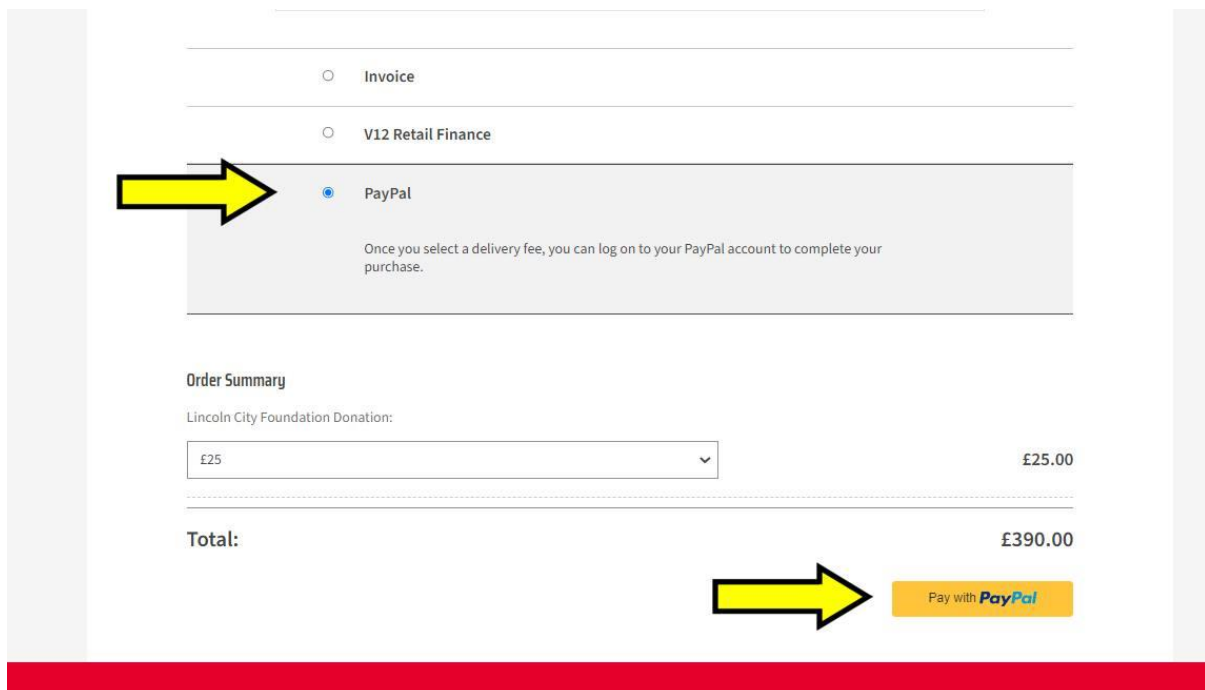 Invoice
V12 Retail Finance
PayPal
Once you select a delivery fee, you can log on to your PayPal account to complete your
purchase.
Order Summary
Lincoln City Foundation Donation:
£25
£25.00
Total:
£390.00
Pay with PayPal